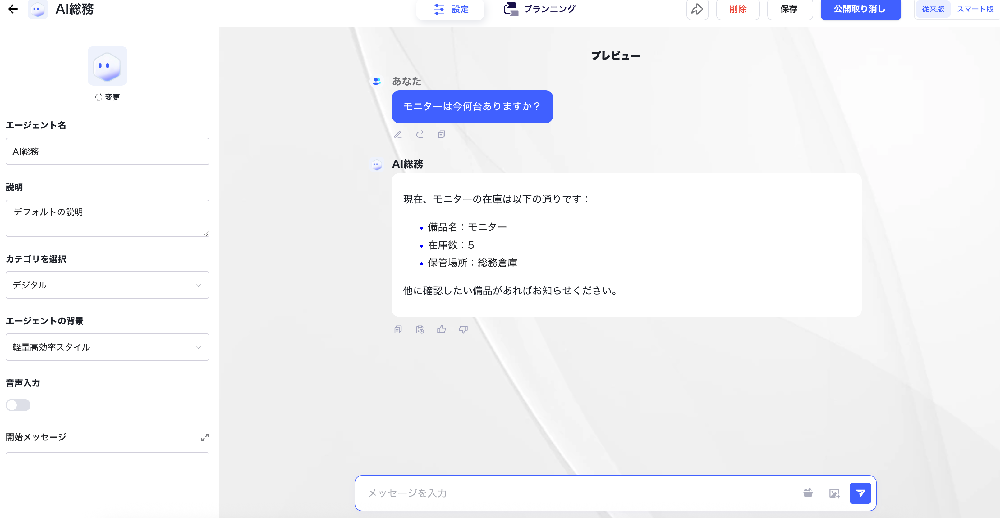 AI総務
設定
プランニング
削除
保存
公開取り消し
従来版
スマート版
変更
エージェント名
AI総務
説明
デフォルトの説明
カテゴリを選択
デジタル
エージェントの背景
軽量高効率スタイル
音声入力
開始メッセージ
プレビュー
あなた
モニターは今何台ありますか？
AI総務
現在、モニターの在庫は以下の通りです：
• 備品名：モニター
• 在庫数：5
• 保管場所：総務倉庫
他に確認したい備品があればお知らせください。
メッセージを入力